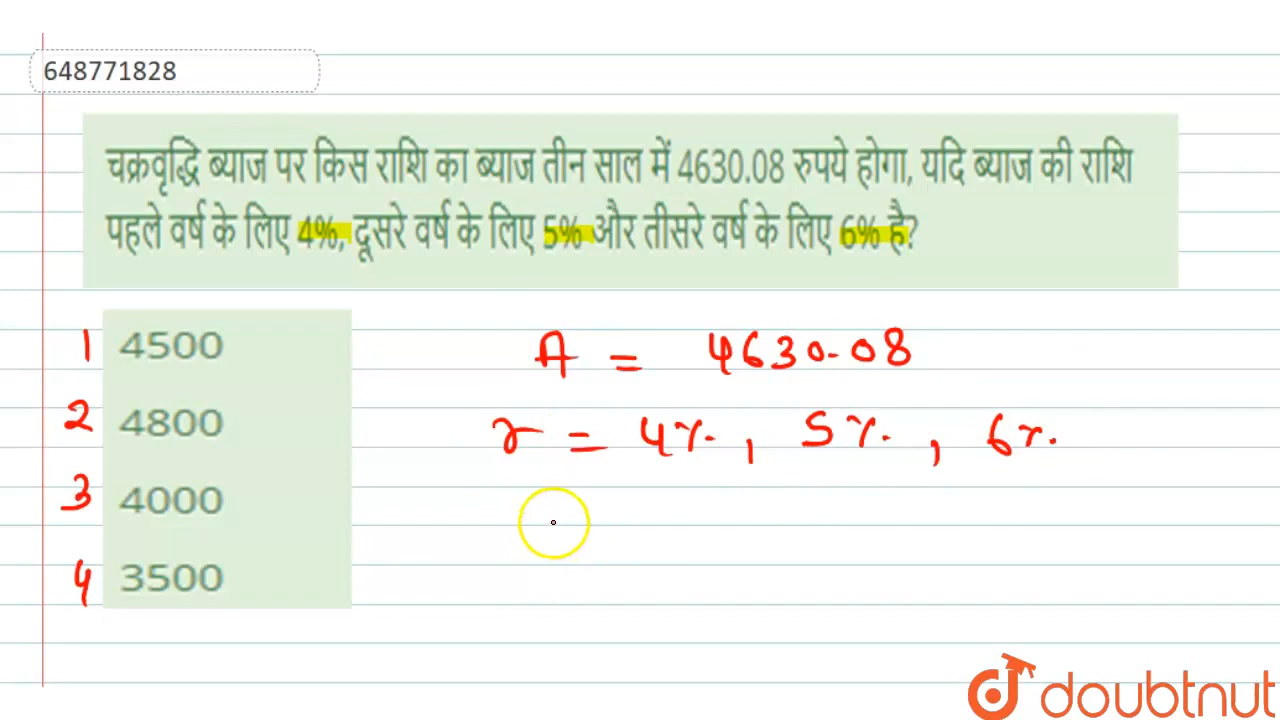 648771828
चक्रवृद्धि ब्याज पर किस राशि का ब्याज तीन साल में 4630.08 रुपये होगा, यदि ब्याज की राशि
पहले वर्ष के लिए 4%, दूसरे वर्ष के लिए 5% और तीसरे वर्ष के लिए 6% है?
1 4500
2 4800
3 4000
4 3500
A = 4630.08
r = 4%, 5%, 6%.
doubtnut